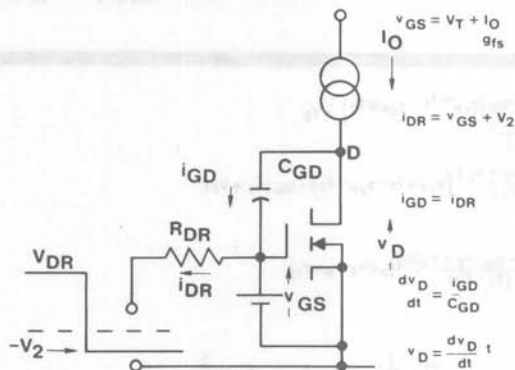 vGS = VT + IO
gfs
IO
iDR = vGS + V2
D
CGD
iGD
iGD = iDR
RDR
VDR
iDR
vD
vGS
dvD = iGD
dt CGD
-V2
vD = dvD t
dt